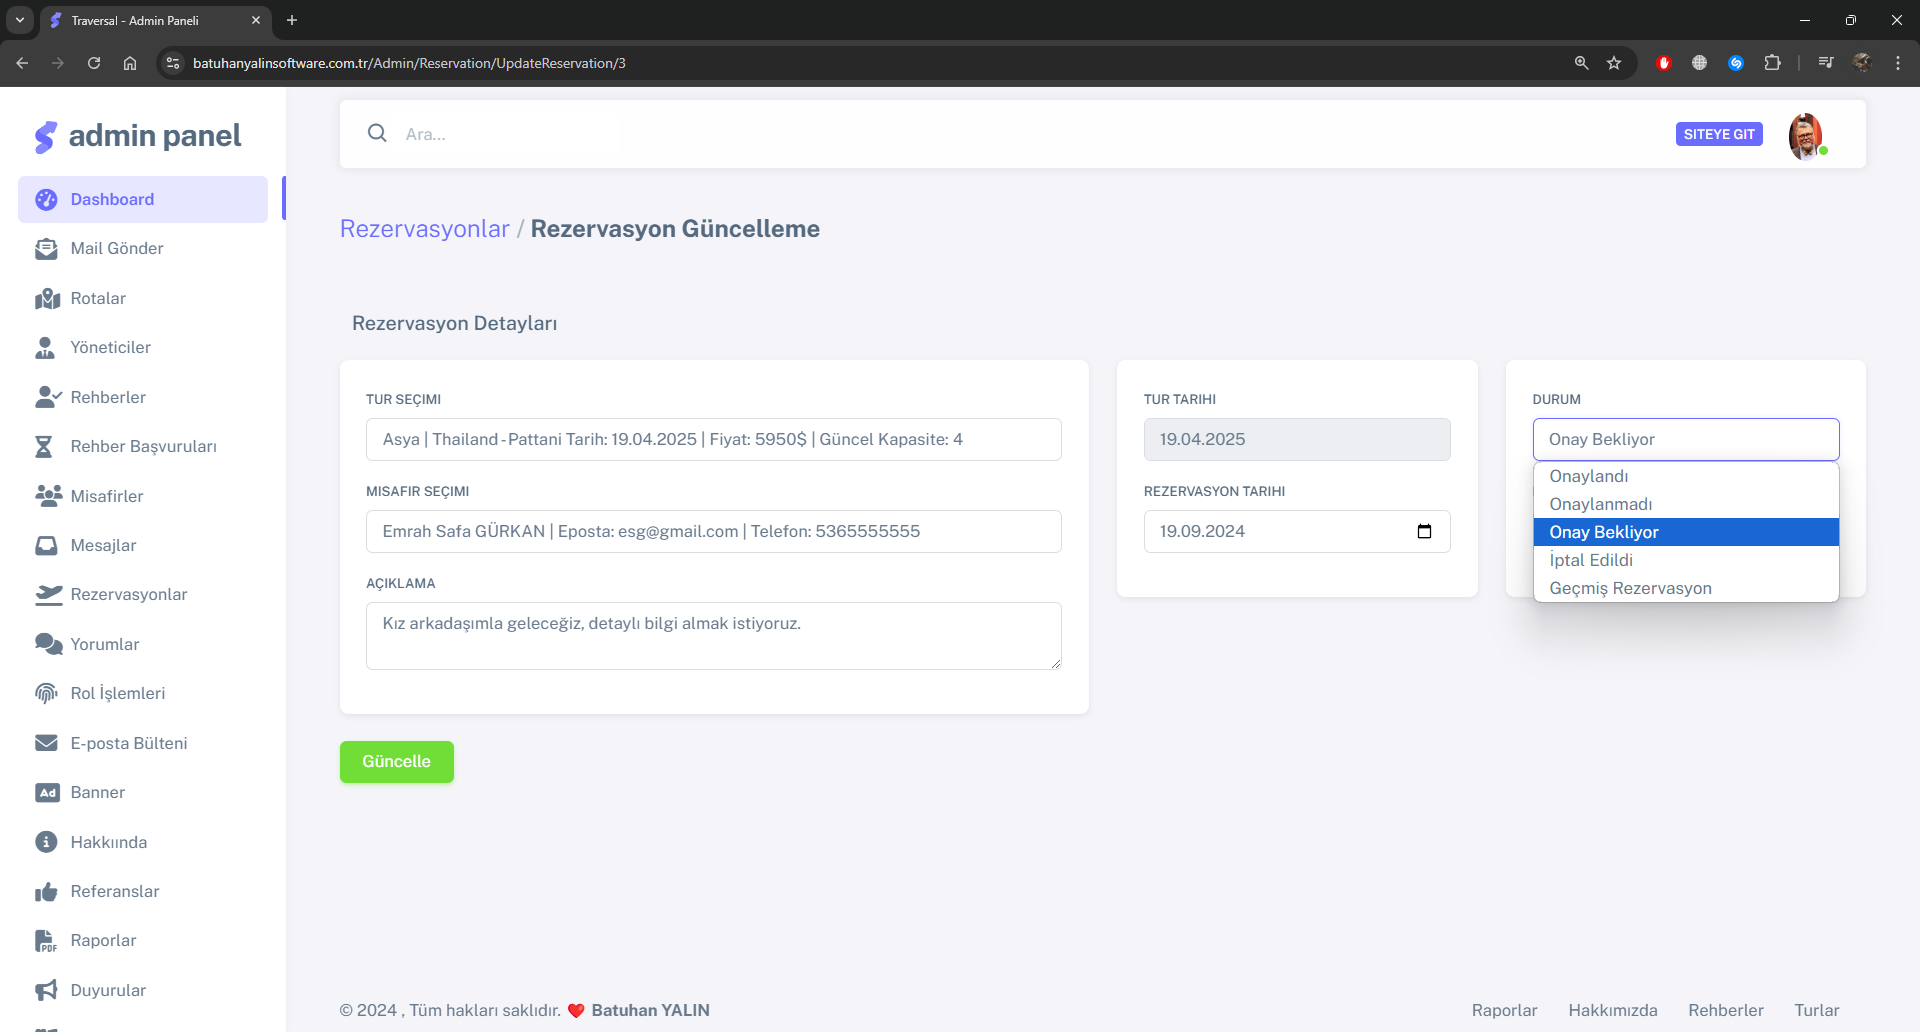 Traversal - Admin Paneli
batuhanyalinsoftware.com.tr/Admin/Reservation/UpdateReservation/3
admin panel
Dashboard
Mail Gönder
Rotalar
Yöneticiler
Rehberler
Rehber Başvuruları
Misafirler
Mesajlar
Rezervasyonlar
Yorumlar
Rol İşlemleri
E-posta Bülteni
Ad
Banner
Hakkıında
Referanslar
PDF
Raporlar
Duyurular
Ara...
SITEYE GIT
Rezervasyonlar / Rezervasyon Güncelleme
Rezervasyon Detayları
TUR SEÇIMI
Asya | Thailand - Pattani Tarih: 19.04.2025 | Fiyat: 5950$ | Güncel Kapasite: 4
MISAFIR SEÇIMI
Emrah Safa GÜRKAN | Eposta: esg@gmail.com | Telefon: 5365555555
AÇIKLAMA
Kız arkadaşımla geleceğiz, detaylı bilgi almak istiyoruz.
TUR TARIHI
19.04.2025
REZERVASYON TARIHI
19.09.2024
DURUM
Onay Bekliyor
Onaylandı
Onaylanmadı
Onay Bekliyor
İptal Edildi
Geçmiş Rezervasyon
Güncelle
© 2024 , Tüm hakları saklıdır. ❤️ Batuhan YALIN
Raporlar Hakkımızda Rehberler Turlar